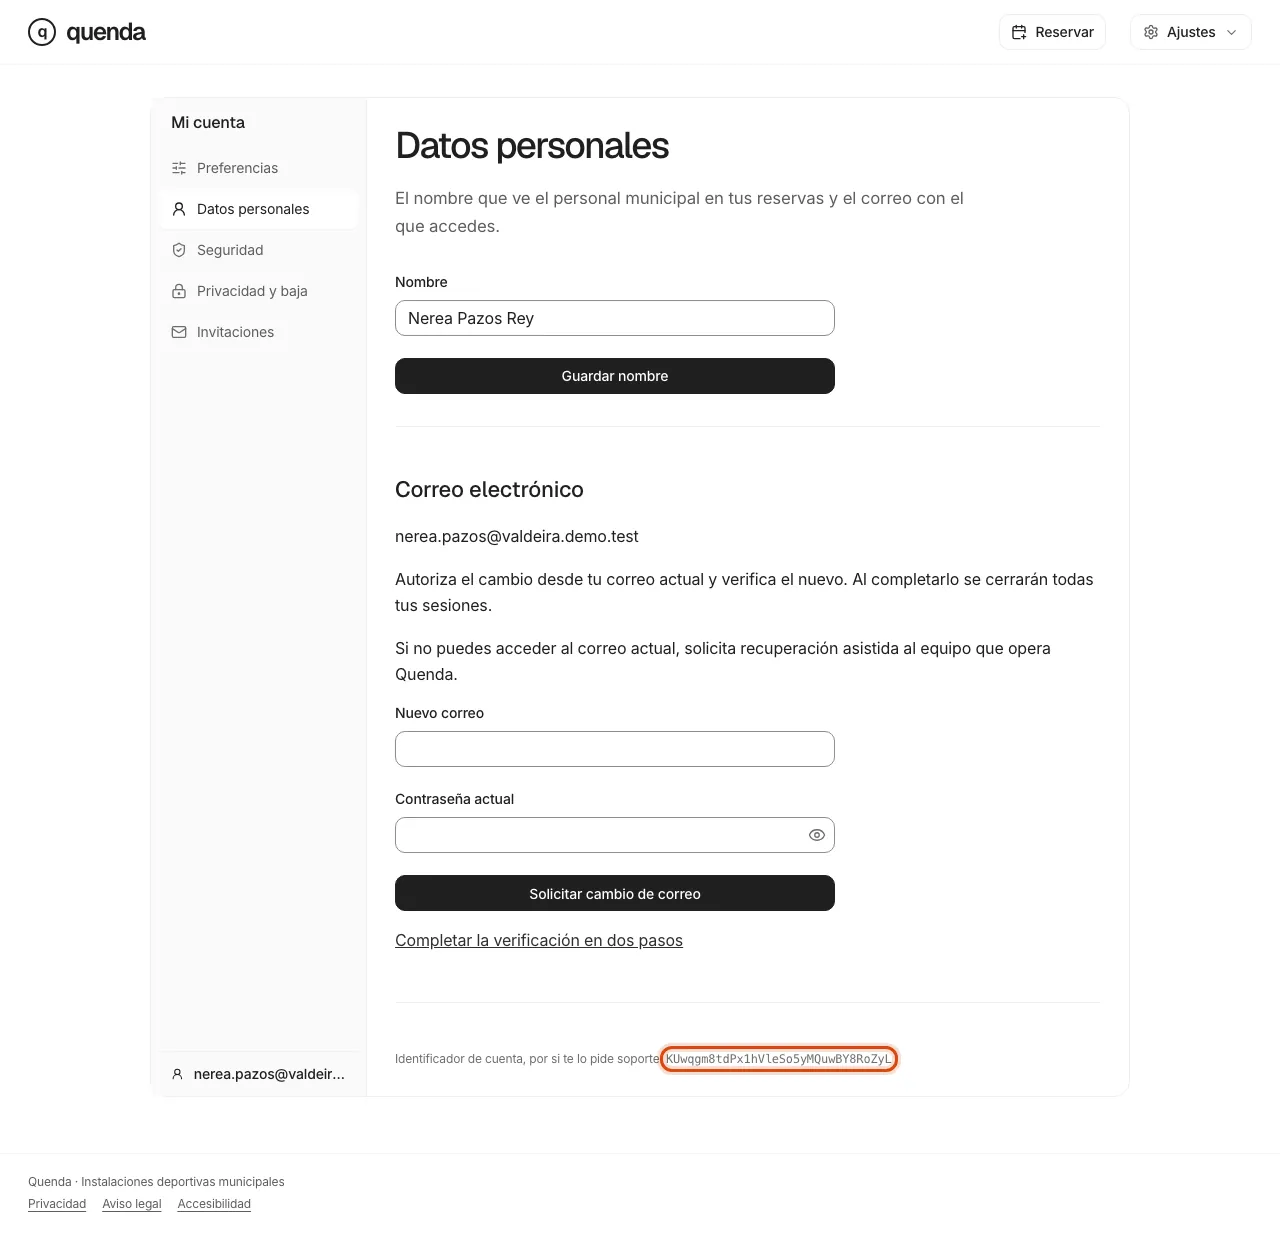 q quenda
Reservar
Ajustes
Mi cuenta
Preferencias
Datos personales
Seguridad
Privacidad y baja
Invitaciones
nerea.pazos@valdeir...
Datos personales
El nombre que ve el personal municipal en tus reservas y el correo con el
que accedes.
Nombre
Nerea Pazos Rey
Guardar nombre
Correo electrónico
nerea.pazos@valdeira.demo.test
Autoriza el cambio desde tu correo actual y verifica el nuevo. Al completarlo se cerrarán todas
tus sesiones.
Si no puedes acceder al correo actual, solicita recuperación asistida al equipo que opera
Quenda.
Nuevo correo
Contraseña actual
Solicitar cambio de correo
Completar la verificación en dos pasos
Identificador de cuenta, por si te lo pide soporte KUwqgm8tdPx1hVleSo5yMQuwBY8RoZyL
Quenda · Instalaciones deportivas municipales
Privacidad Aviso legal Accesibilidad